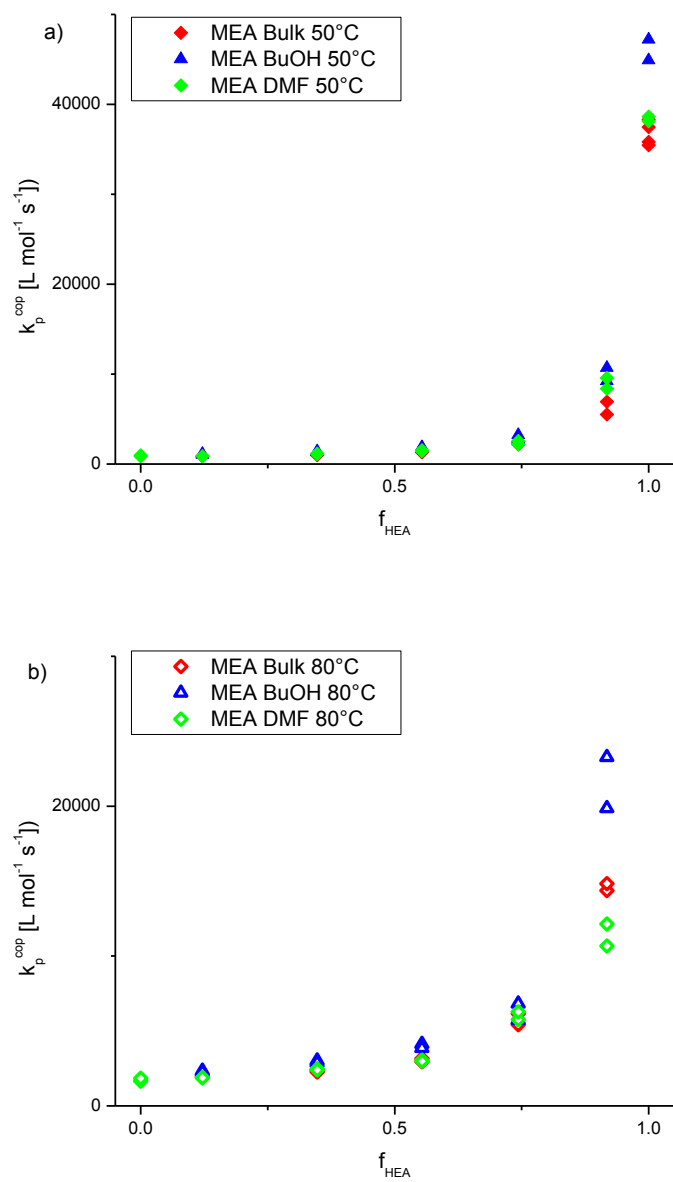 a)
MEA Bulk 50°C
MEA BuOH 50°C
MEA DMF 50°C
40000
20000
0
k_p^cop [L mol^-1 s^-1])
0.0 0.5 1.0
f_HEA
b)
MEA Bulk 80°C
MEA BuOH 80°C
MEA DMF 80°C
20000
0
k_p^cop [L mol^-1 s^-1])
0.0 0.5 1.0
f_HEA